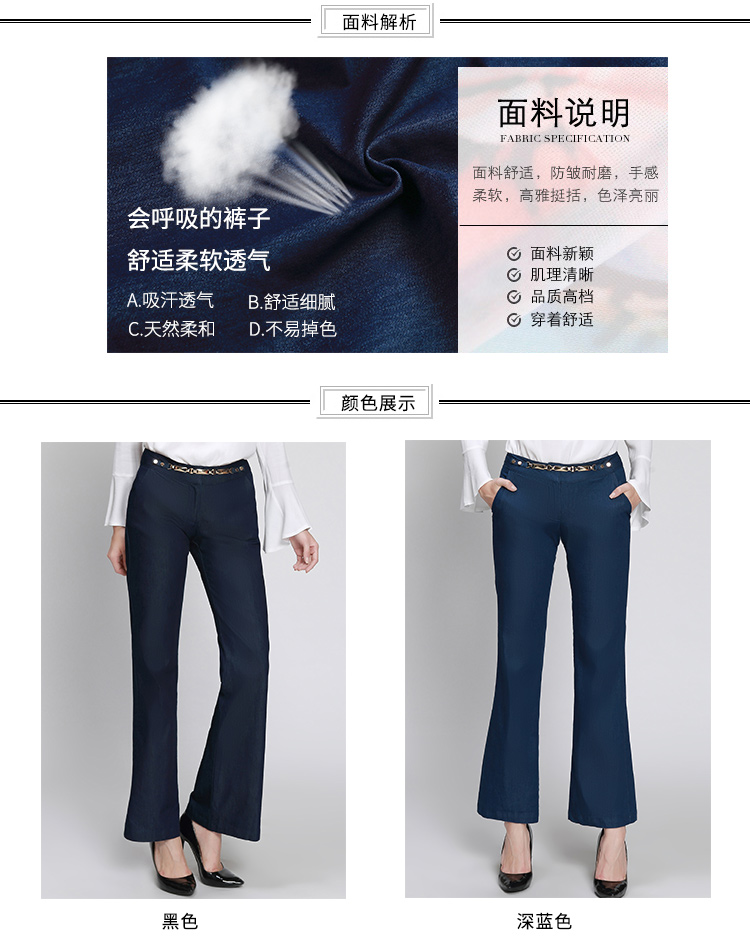 面料解析
会呼吸的裤子
舒适柔软透气
A.吸汗透气
B.舒适细腻
C.天然柔和
D.不易掉色
面料说明
FABRIC SPECIFICATION
面料舒适，防皱耐磨，手感
柔软，高雅挺括，色泽亮丽
面料新颖
肌理清晰
品质高档
穿着舒适
颜色展示
黑色
深蓝色